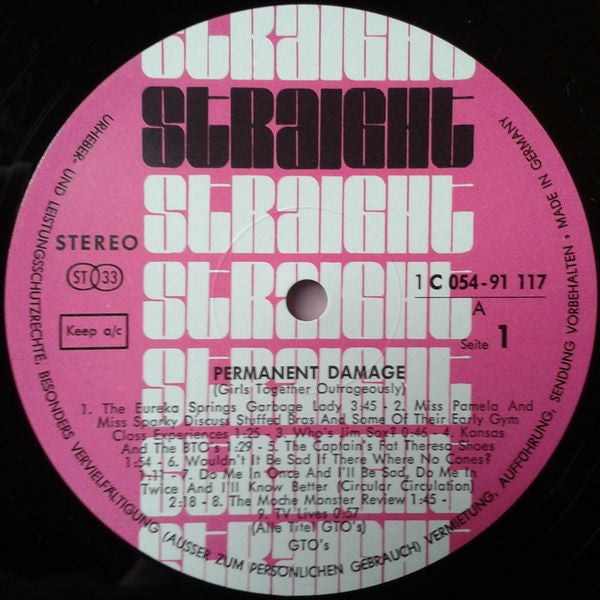 STRAIGHT
STRAIGHT
STRAIGHT
STRAIGHT
STRAIGHT
STRAIGHT
STRAIGHT
STEREO
ST 33
Keep a/c
1 C 054-91 117
A
Seite 1
PERMANENT DAMAGE
(Girls Together Outrageously)
1. The Eureka Springs Garbage Lady 3:45 - 2. Miss Pamela And
Miss Sparky Discuss Stuffed Bras And Some Of Their Early Gym
Class Experiences 1:25 - 3. Who's Jim Sox? 0:46 - 4. Kansas
And The BTO's 1:29 - 5. The Captain's Fat Theresa Shoes
1:54 - 6. Wouldn't It Be Sad If There Where No Cones?
1:11 - 7. Do Me In Once And I'll Be Sad, Do Me In
Twice And I'll Know Better (Circular Circulation)
2:18 - 8. The Moche Monster Review 1:45 -
9. TV Lives 0:57
(Alle Titel GTO's)
GTO's
URHEBER- UND LEISTUNGSSCHUTZRECHTE, BESONDERS VERVIELFÄLTIGUNG (AUSSER ZUM PERSÖNLICHEN GEBRAUCH) VERMIETUNG, AUFFÜHRUNG, SENDUNG VORBEHALTEN • MADE IN GERMANY